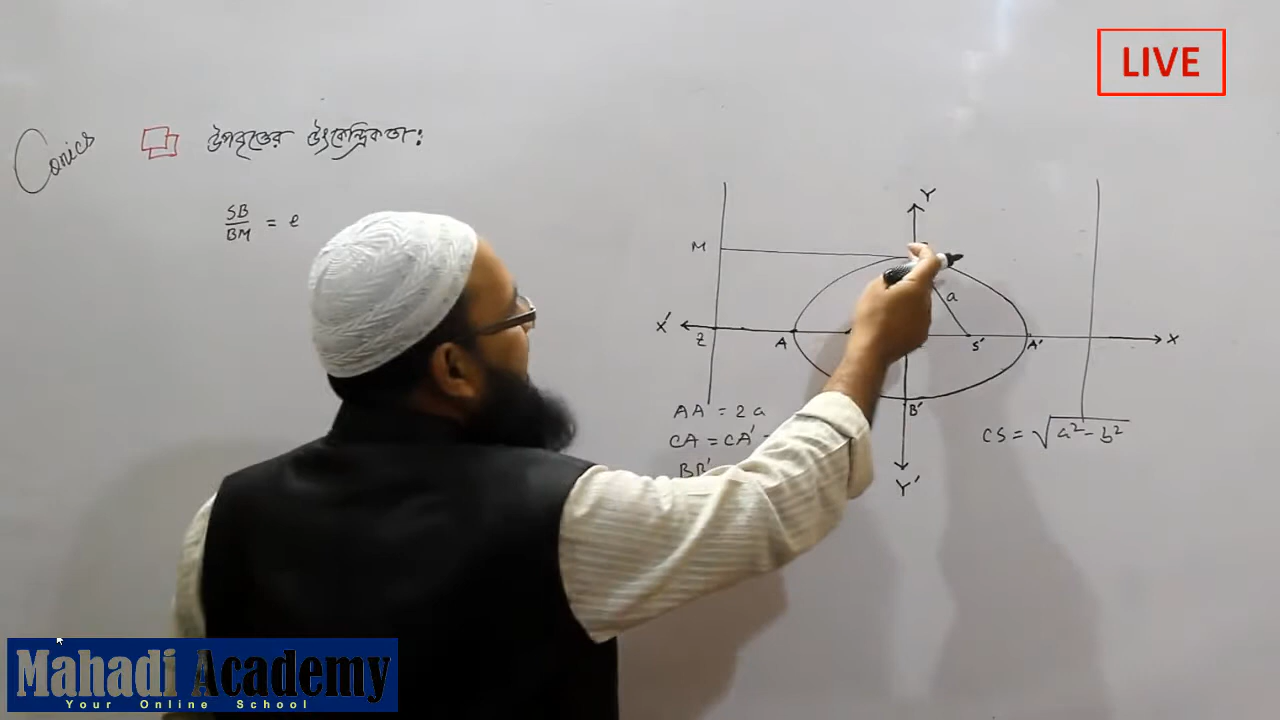 LIVE
Conics
উপবৃত্তের উৎকেন্দ্রিকতা:
SB
BM
= e
Y
M
a
X'
Z
A
S'
A'
X
B'
AA = 2a
CA = CA' =
CS = √a² - b²
BB'
Y'
Mahadi Academy
Your Online School